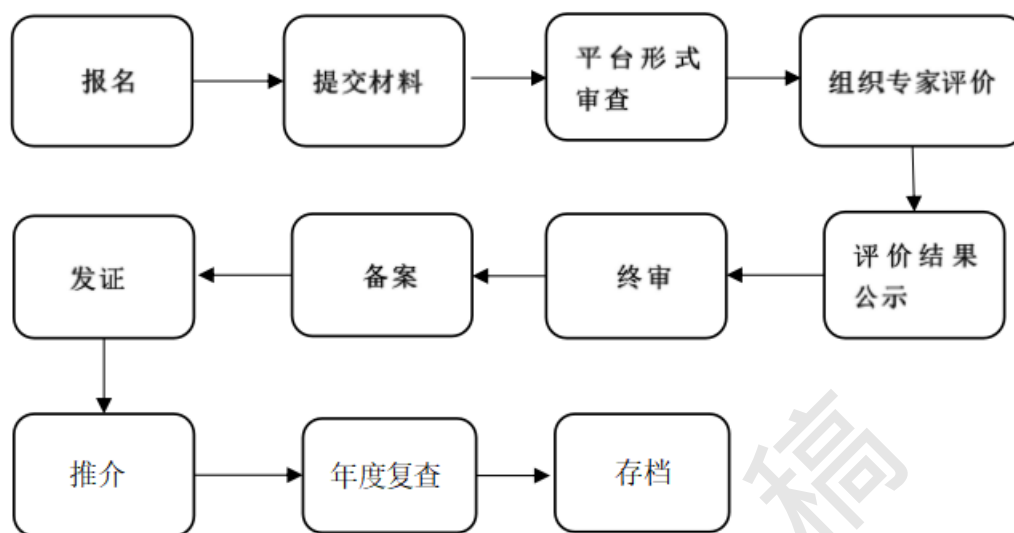 报名
提交材料
平台形式
审查
组织专家评价
评价结果
公示
终审
备案
发证
推介
年度复查
存档
稿